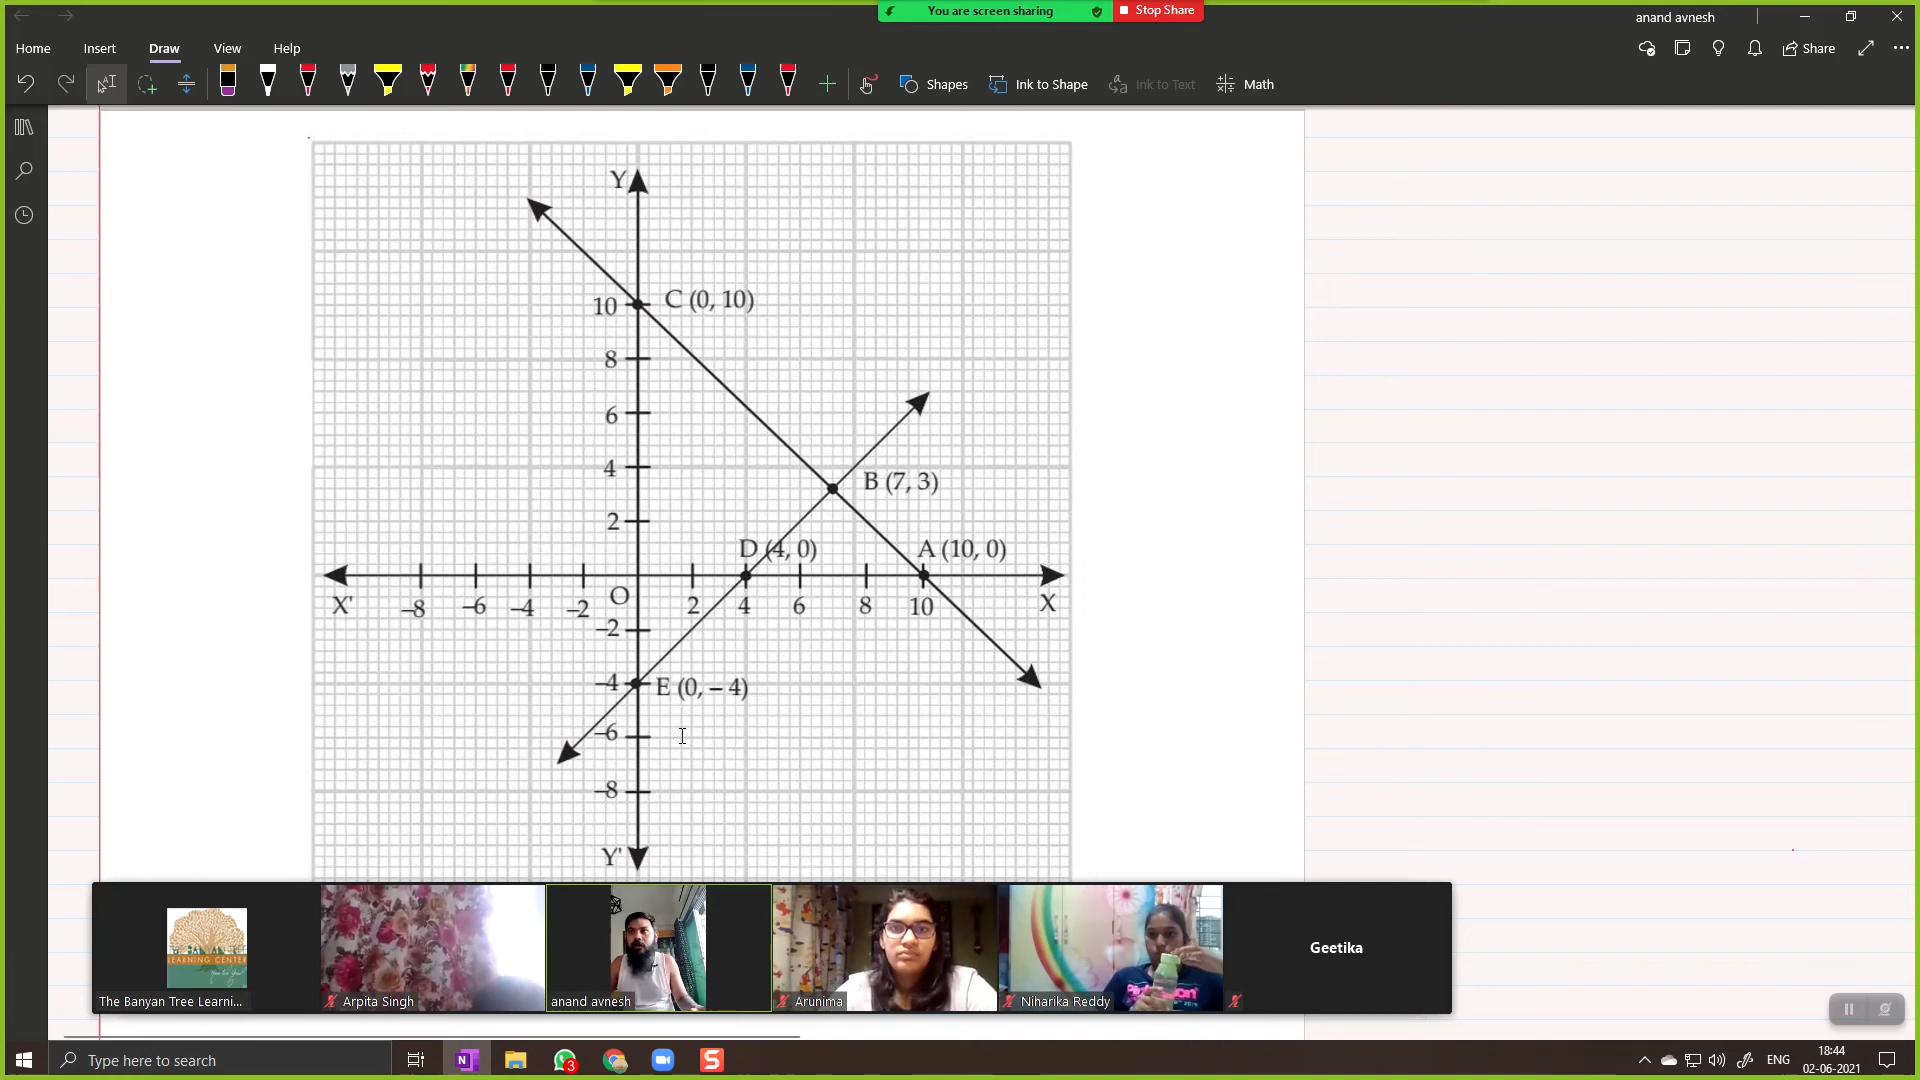 You are screen sharing
Stop Share
anand avnesh
Home Insert Draw View Help
Share
Shapes
Ink to Shape
Ink to Text
Math
Y
10 C (0, 10)
8
6
4
B (7, 3)
2
D (4, 0) A (10, 0)
X' –8 –6 –4 –2 O 2 4 6 8 10 X
–2
–4 E (0, – 4)
–6
–8
Y'
LEARNING CENTER
The Banyan Tree Learni...
Arpita Singh
anand avnesh
Arunima
Niharika Reddy
Geetika
Type here to search
N
3
S
ENG
18:44
02-06-2021